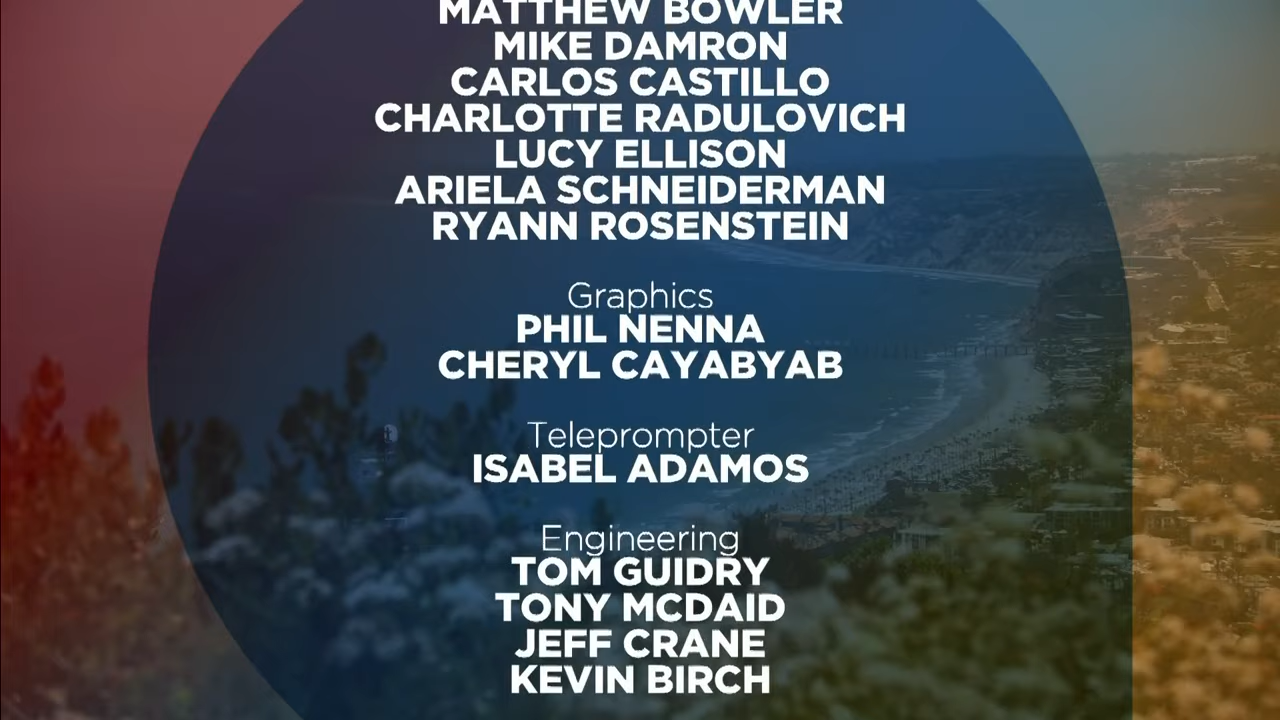 MATTHEW BOWLER
MIKE DAMRON
CARLOS CASTILLO
CHARLOTTE RADULOVICH
LUCY ELLISON
ARIELA SCHNEIDERMAN
RYANN ROSENSTEIN
Graphics
PHIL NENNA
CHERYL CAYABYAB
Teleprompter
ISABEL ADAMOS
Engineering
TOM GUIDRY
TONY MCDAID
JEFF CRANE
KEVIN BIRCH